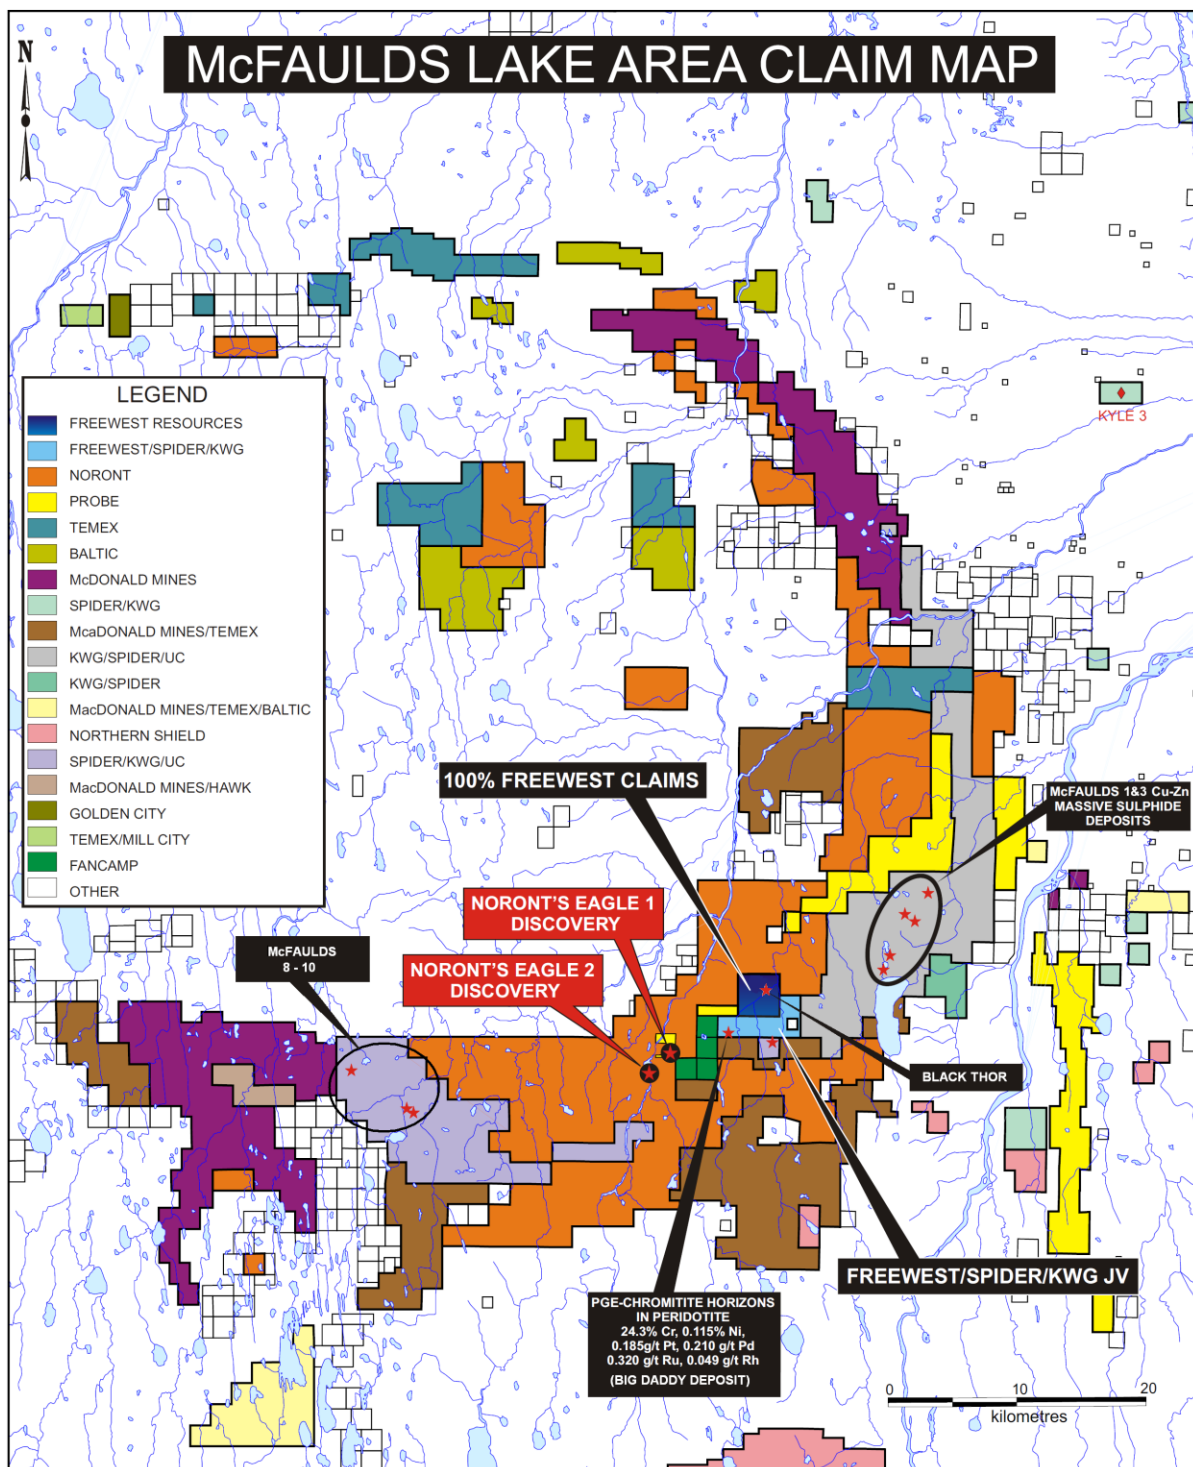 McFAULDS LAKE AREA CLAIM MAP
N
KYLE 3
LEGEND
FREEWEST RESOURCES
FREEWEST/SPIDER/KWG
NORONT
PROBE
TEMEX
BALTIC
McDONALD MINES
SPIDER/KWG
McaDONALD MINES/TEMEX
KWG/SPIDER/UC
KWG/SPIDER
MacDONALD MINES/TEMEX/BALTIC
NORTHERN SHIELD
SPIDER/KWG/UC
MacDONALD MINES/HAWK
GOLDEN CITY
TEMEX/MILL CITY
FANCAMP
OTHER
100% FREEWEST CLAIMS
McFAULDS 1&3 Cu-Zn
MASSIVE SULPHIDE
DEPOSITS
NORONT'S EAGLE 1
DISCOVERY
McFAULDS
8 - 10
NORONT'S EAGLE 2
DISCOVERY
BLACK THOR
FREEWEST/SPIDER/KWG JV
PGE-CHROMITITE HORIZONS
IN PERIDOTITE
24.3% Cr, 0.115% Ni,
0.185g/t Pt, 0.210 g/t Pd
0.320 g/t Ru, 0.049 g/t Rh
(BIG DADDY DEPOSIT)
0 10 20
kilometres